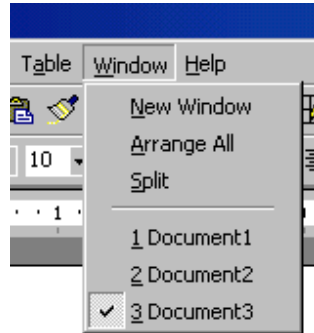 Table Window Help
New Window
10 Arrange All
Split
1
1 Document1
2 Document2
3 Document3